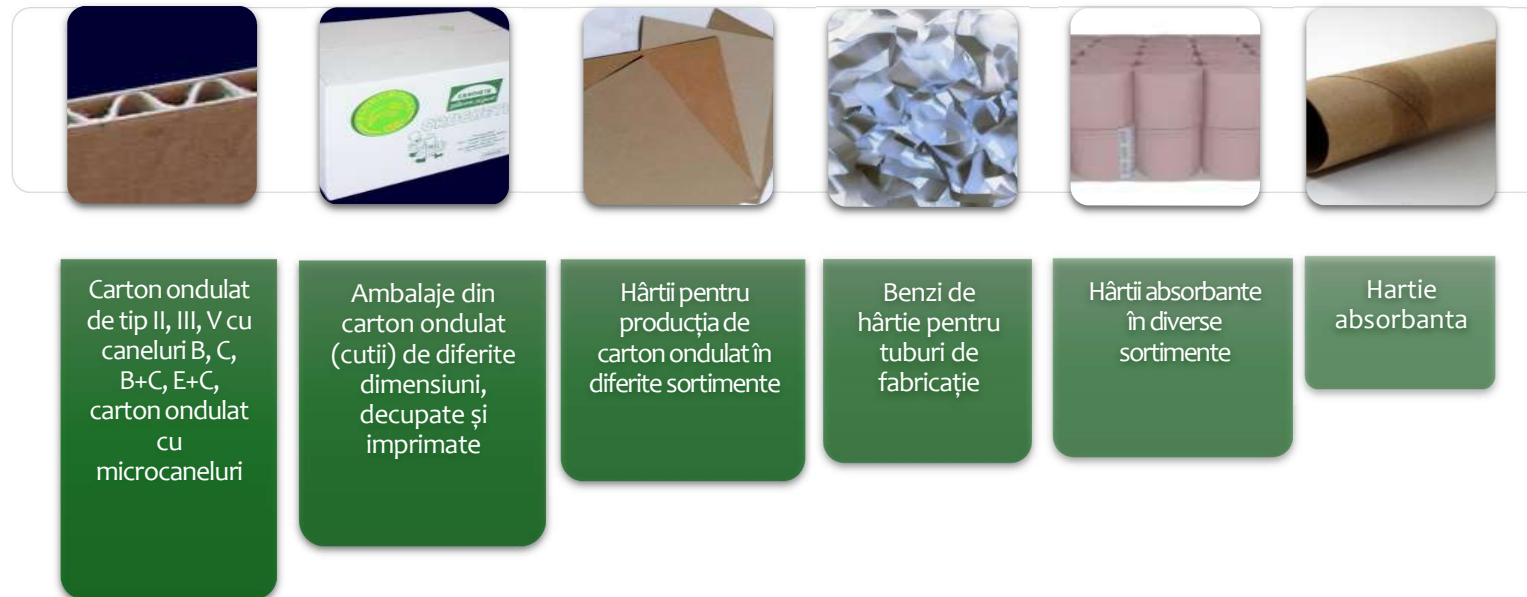 Carton ondulat
de tip II, III, V cu
caneluri B, C,
B+C, E+C,
carton ondulat
cu
microcaneluri
Ambalaje din
carton ondulat
(cutii) de diferite
dimensiuni,
decupate și
imprimate
Hârtii pentru
producția de
carton ondulat în
diferite sortimente
Benzi de
hârtie pentru
tuburi de
fabricație
Hârtii absorbante
în diverse
sortimente
Hartie
absorbanta